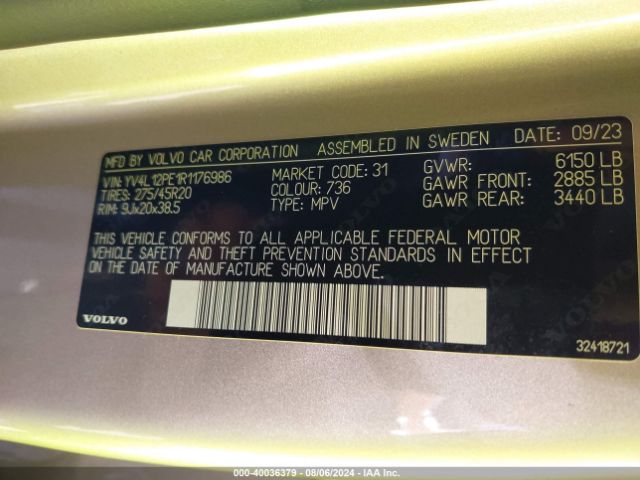 MFD BY VOLVO CAR CORPORATION ASSEMBLED IN SWEDEN DATE: 09/23
VIN: YV4L12PE1R1176986 MARKET CODE: 31 GVWR: 6150 LB
TIRES: 275/45R20 COLOUR: 736 GAWR FRONT: 2885 LB
RIM: 9Jx20x38.5 TYPE: MPV GAWR REAR: 3440 LB
THIS VEHICLE CONFORMS TO ALL APPLICABLE FEDERAL MOTOR
VEHICLE SAFETY AND THEFT PREVENTION STANDARDS IN EFFECT
ON THE DATE OF MANUFACTURE SHOWN ABOVE.
VOLVO 32418721
000-40036379 - 08/06/2024 - IAA Inc.